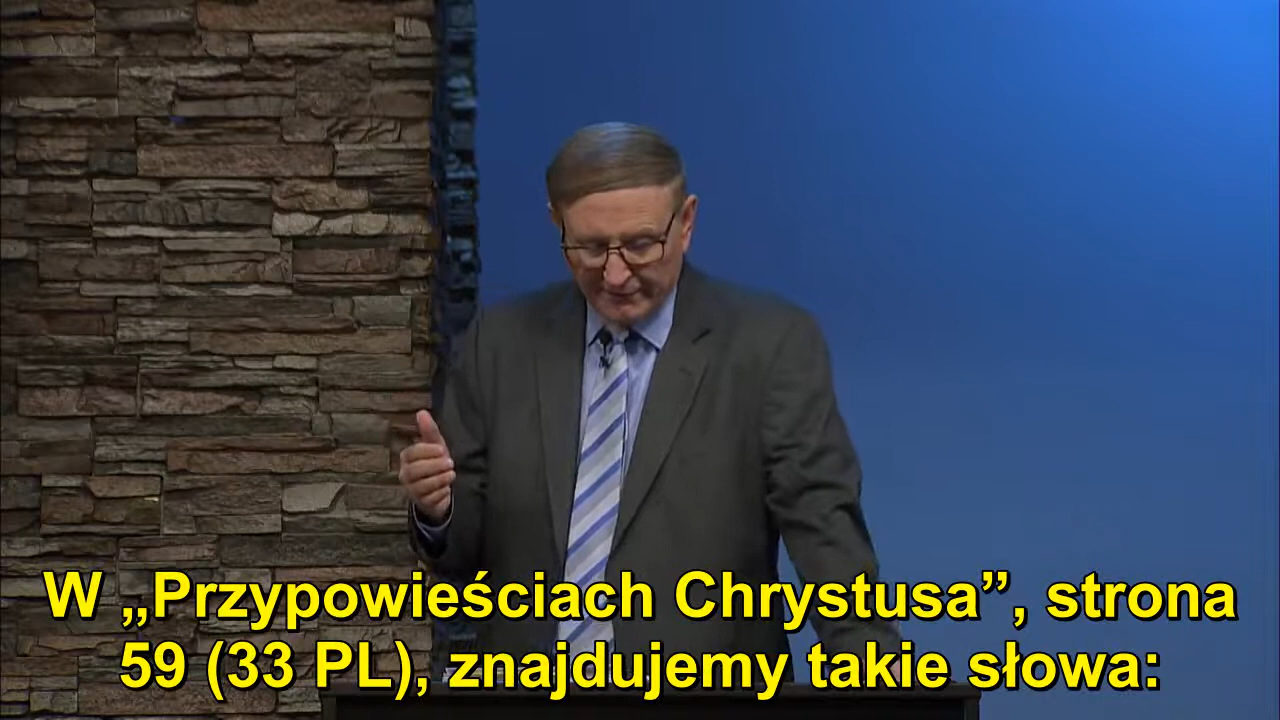 W „Przypowieściach Chrystusa”, strona
59 (33 PL), znajdujemy takie słowa: